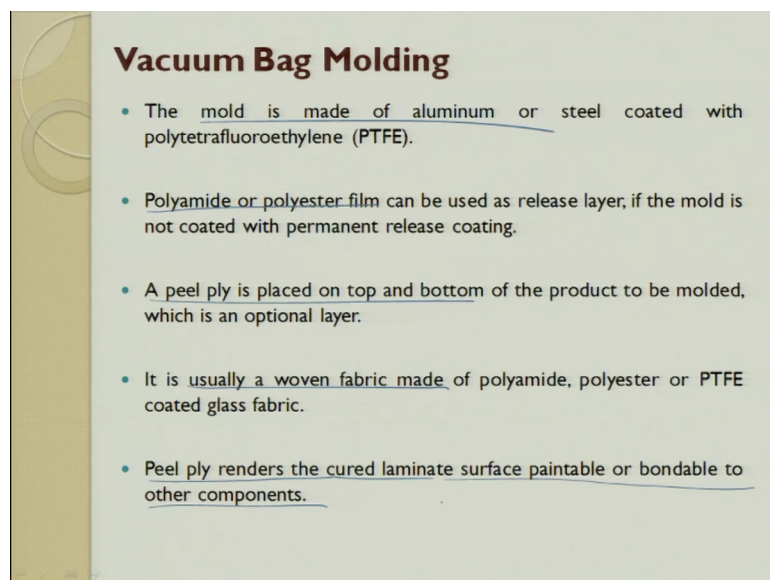 Vacuum Bag Molding
• The mold is made of aluminum or steel coated with
polytetrafluoroethylene (PTFE).
• Polyamide or polyester film can be used as release layer, if the mold is
not coated with permanent release coating.
• A peel ply is placed on top and bottom of the product to be molded,
which is an optional layer.
• It is usually a woven fabric made of polyamide, polyester or PTFE
coated glass fabric.
• Peel ply renders the cured laminate surface paintable or bondable to
other components.